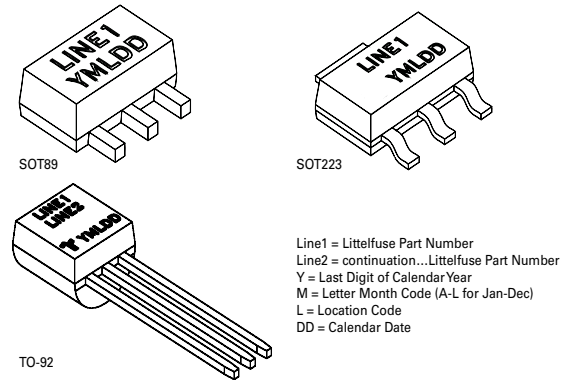 LINE1
YMLDD
SOT89
LINE1
YMLDD
SOT223
LINE1
LINE2
YMLDD
TO-92
Line1 = Littelfuse Part Number
Line2 = continuation...Littelfuse Part Number
Y = Last Digit of Calendar Year
M = Letter Month Code (A-L for Jan-Dec)
L = Location Code
DD = Calendar Date